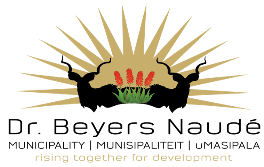 Dr. Beyers Naudé
MUNICIPALITY | MUNISIPALITEIT | uMASIPALA
rising together for development